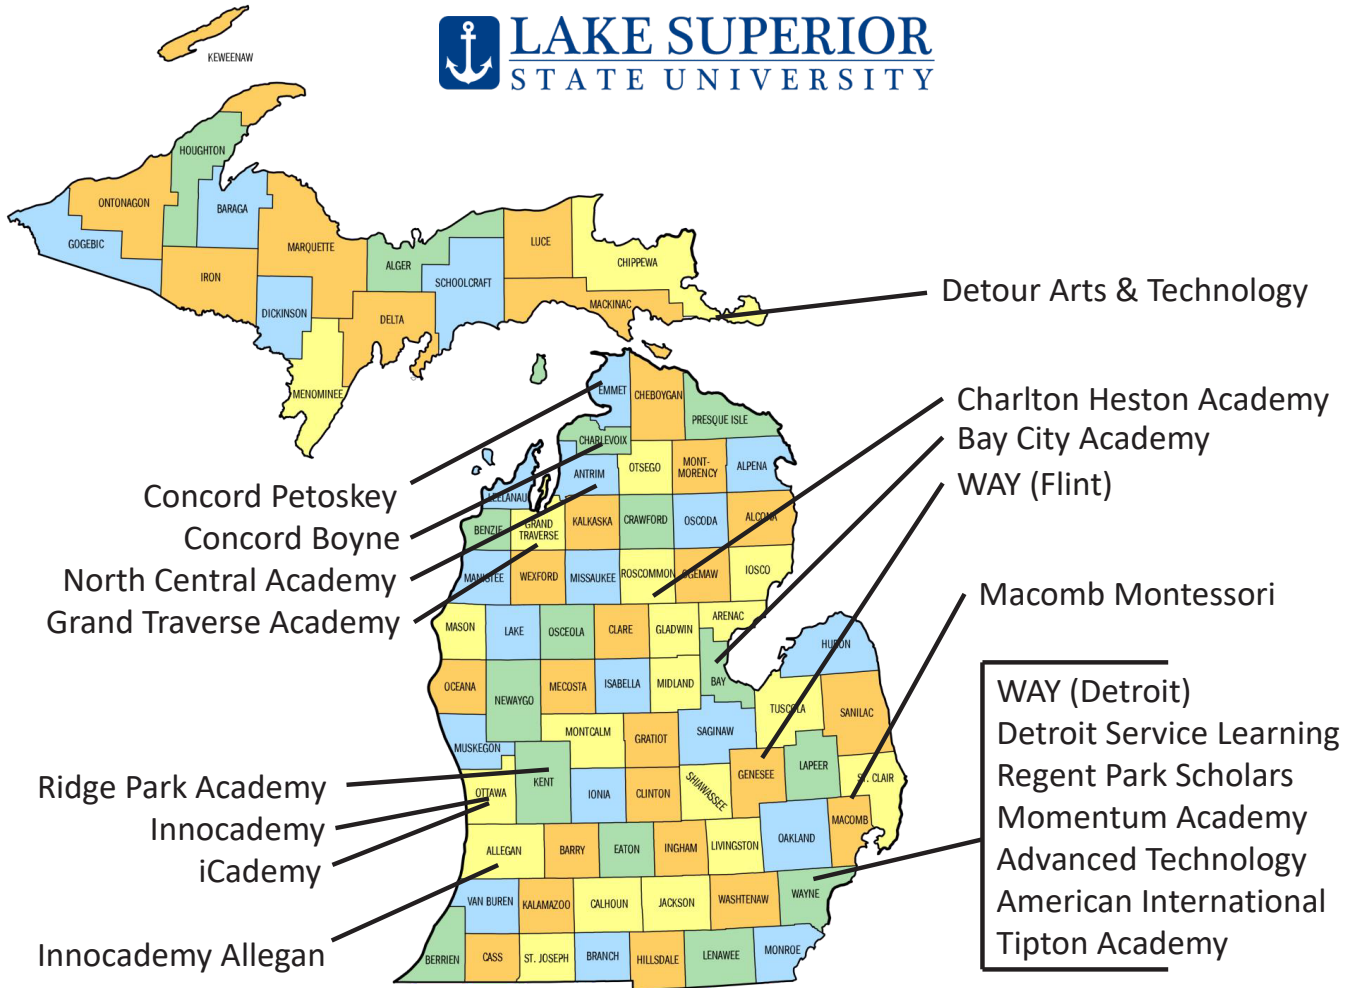 LAKE SUPERIOR
STATE UNIVERSITY
KEWEENAW
HOUGHTON
ONTONAGON
BARAGA
GOGEBIC
MARQUETTE
IRON
ALGER
LUCE
CHIPPEWA
SCHOOLCRAFT
DICKINSON
DELTA
MACKINAC
MENOMINEE
Detour Arts & Technology
EMMET
CHEBOYGAN
PRESQUE ISLE
CHARLEVOIX
ANTRIM
OTSEGO
MONT-
MORENCY
ALPENA
LEELANAU
BENZIE
GRAND
TRAVERSE
KALKASKA
CRAWFORD
OSCODA
ALCONA
MANISTEE
WEXFORD
MISSAUKEE
ROSCOMMON
OGEMAW
IOSCO
MASON
LAKE
OSCEOLA
CLARE
GLADWIN
ARENAC
HURON
OCEANA
NEWAYGO
MECOSTA
ISABELLA
MIDLAND
BAY
TUSCOLA
SANILAC
MUSKEGON
MONTCALM
GRATIOT
SAGINAW
GENESEE
LAPEER
ST. CLAIR
OTTAWA
KENT
IONIA
CLINTON
SHIAWASSEE
ALLEGAN
BARRY
EATON
INGHAM
LIVINGSTON
OAKLAND
MACOMB
VAN BUREN
KALAMAZOO
CALHOUN
JACKSON
WASHTENAW
WAYNE
BERRIEN
CASS
ST. JOSEPH
BRANCH
HILLSDALE
LENAWEE
MONROE
Concord Petoskey
Concord Boyne
North Central Academy
Grand Traverse Academy
Ridge Park Academy
Innocademy
iCademy
Innocademy Allegan
Charlton Heston Academy
Bay City Academy
WAY (Flint)
Macomb Montessori
WAY (Detroit)
Detroit Service Learning
Regent Park Scholars
Momentum Academy
Advanced Technology
American International
Tipton Academy